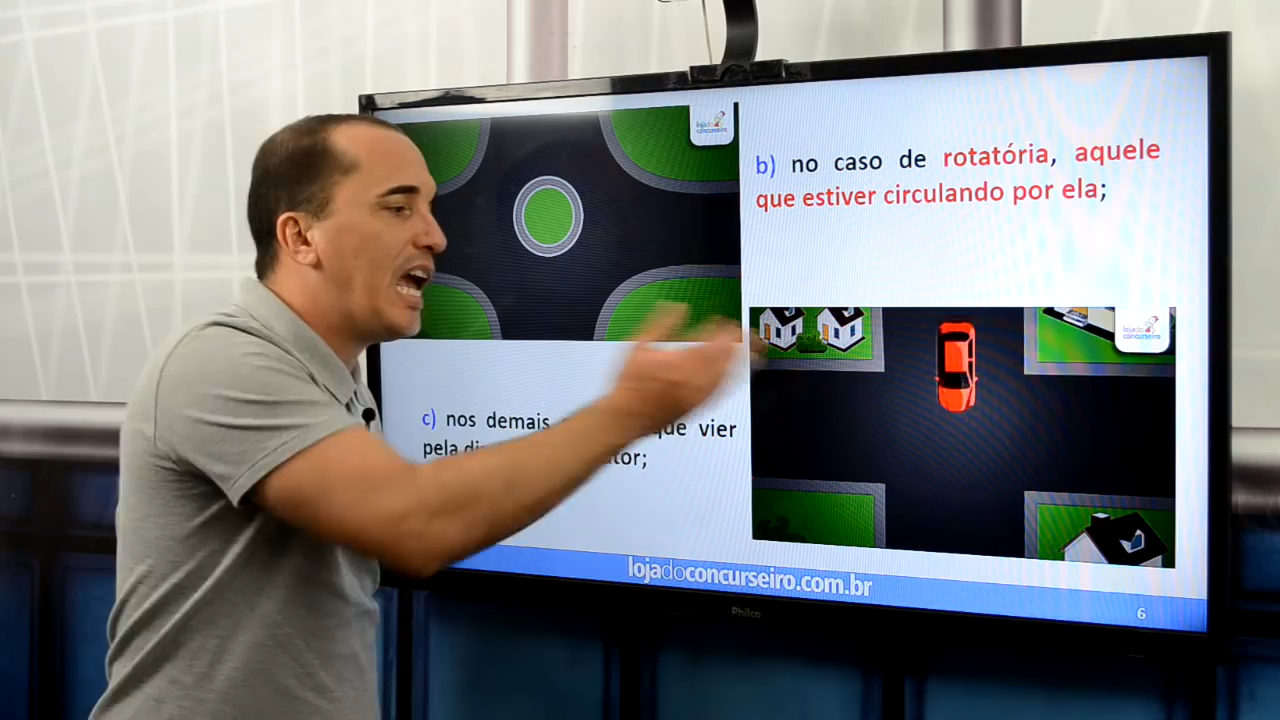 loja do
concurseiro
b) no caso de rotatória, aquele
que estiver circulando por ela;
loja do
concurseiro
c) nos demais que vier
pela
tor;
lojadoconcurseiro.com.br
6
Philco